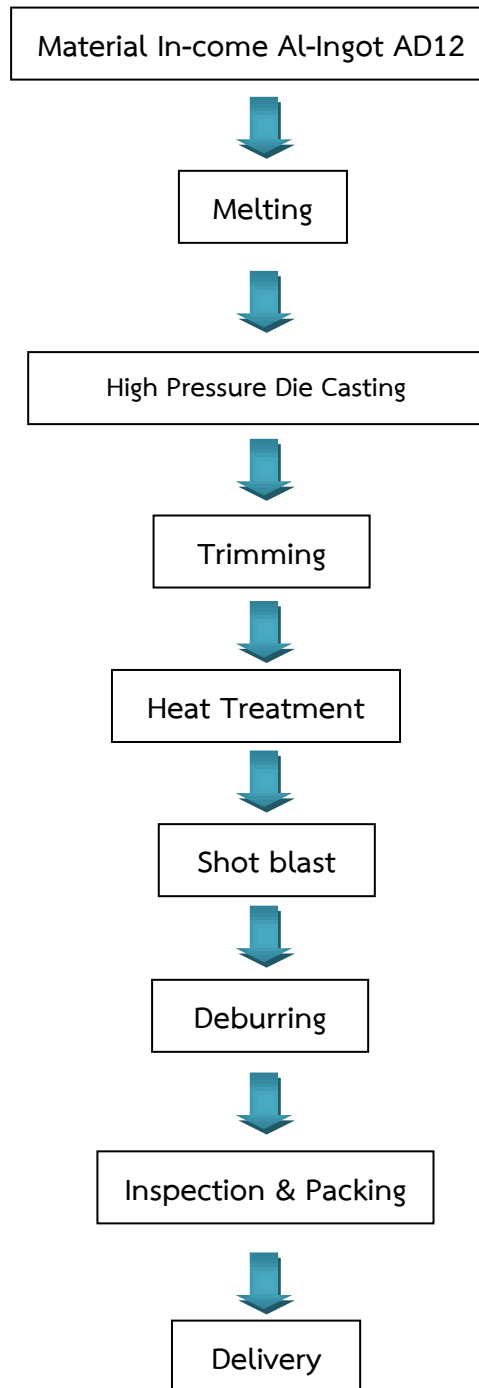 Material In-come Al-Ingot AD12
Melting
High Pressure Die Casting
Trimming
Heat Treatment
Shot blast
Deburring
Inspection & Packing
Delivery